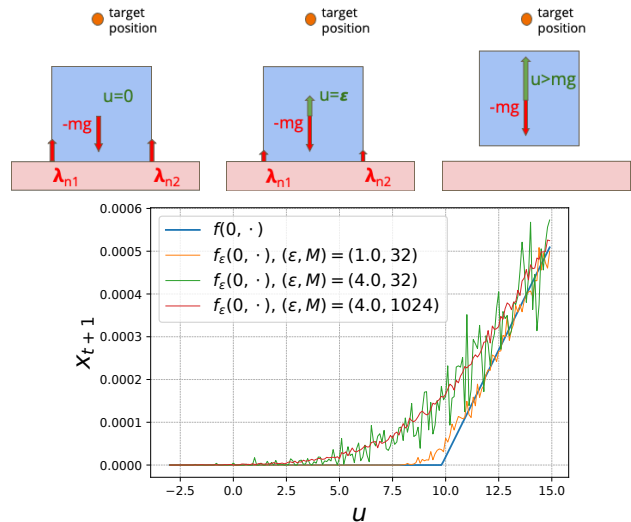 target
position
target
position
target
position
u=0
-mg
λn1
λn2
u=ε
-mg
λn1
λn2
u>mg
-mg
0.0006
0.0005
0.0004
0.0003
0.0002
0.0001
0.0000
xt+1
f(0, ·)
fε(0, ·), (ε, M) = (1.0, 32)
fε(0, ·), (ε, M) = (4.0, 32)
fε(0, ·), (ε, M) = (4.0, 1024)
−2.5 0.0 2.5 5.0 7.5 10.0 12.5 15.0
u